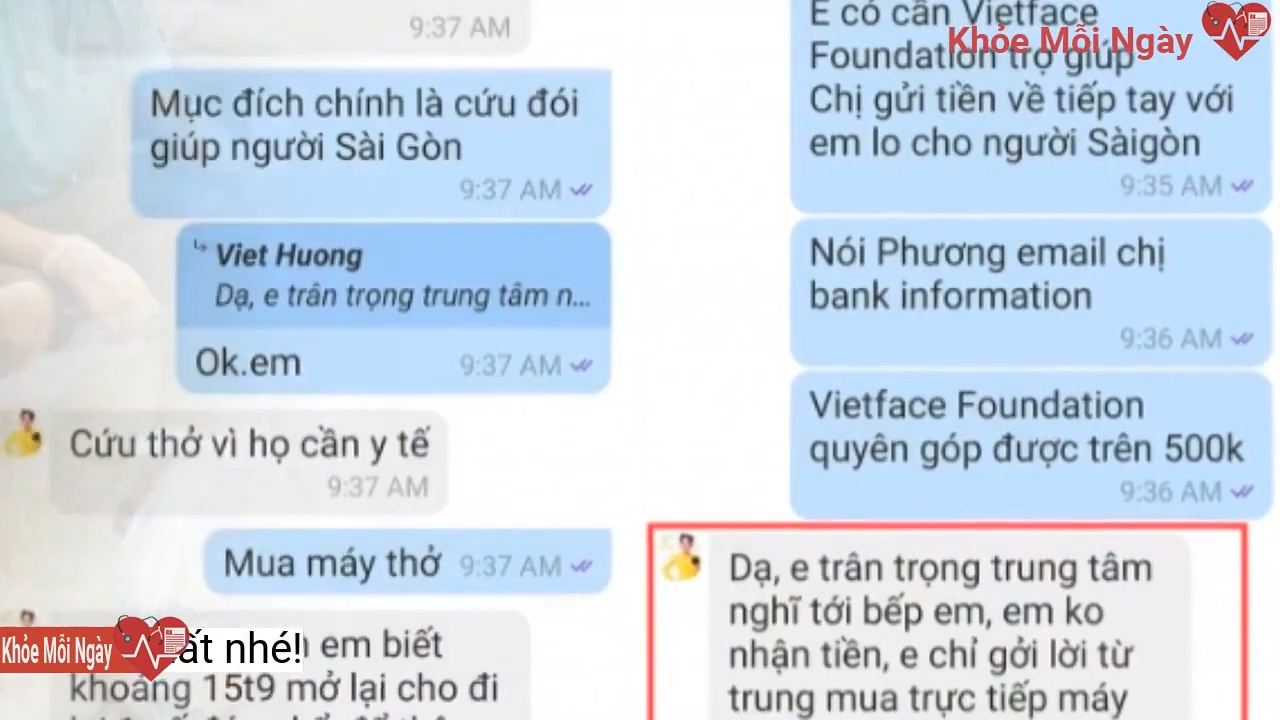 9:37 AM
Mục đích chính là cứu đói
giúp người Sài Gòn
9:37 AM
Viet Huong
Dạ, e trân trọng trung tâm n...
Ok.em 9:37 AM
Cứu thở vì họ cần y tế
9:37 AM
Mua máy thở 9:37 AM
em biết
khoảng 15t9 mở lại cho đi
Khỏe Mỗi Ngày
ất nhé!
E có cần Vietface
Foundation trợ giúp
Chị gửi tiền về tiếp tay với
em lo cho người Sàigòn
9:35 AM
Khỏe Mỗi Ngày
Nói Phương email chị
bank information
9:36 AM
Vietface Foundation
quyên góp được trên 500k
9:36 AM
Dạ, e trân trọng trung tâm
nghĩ tới bếp em, em ko
nhận tiền, e chỉ gởi lời từ
trung mua trực tiếp máy